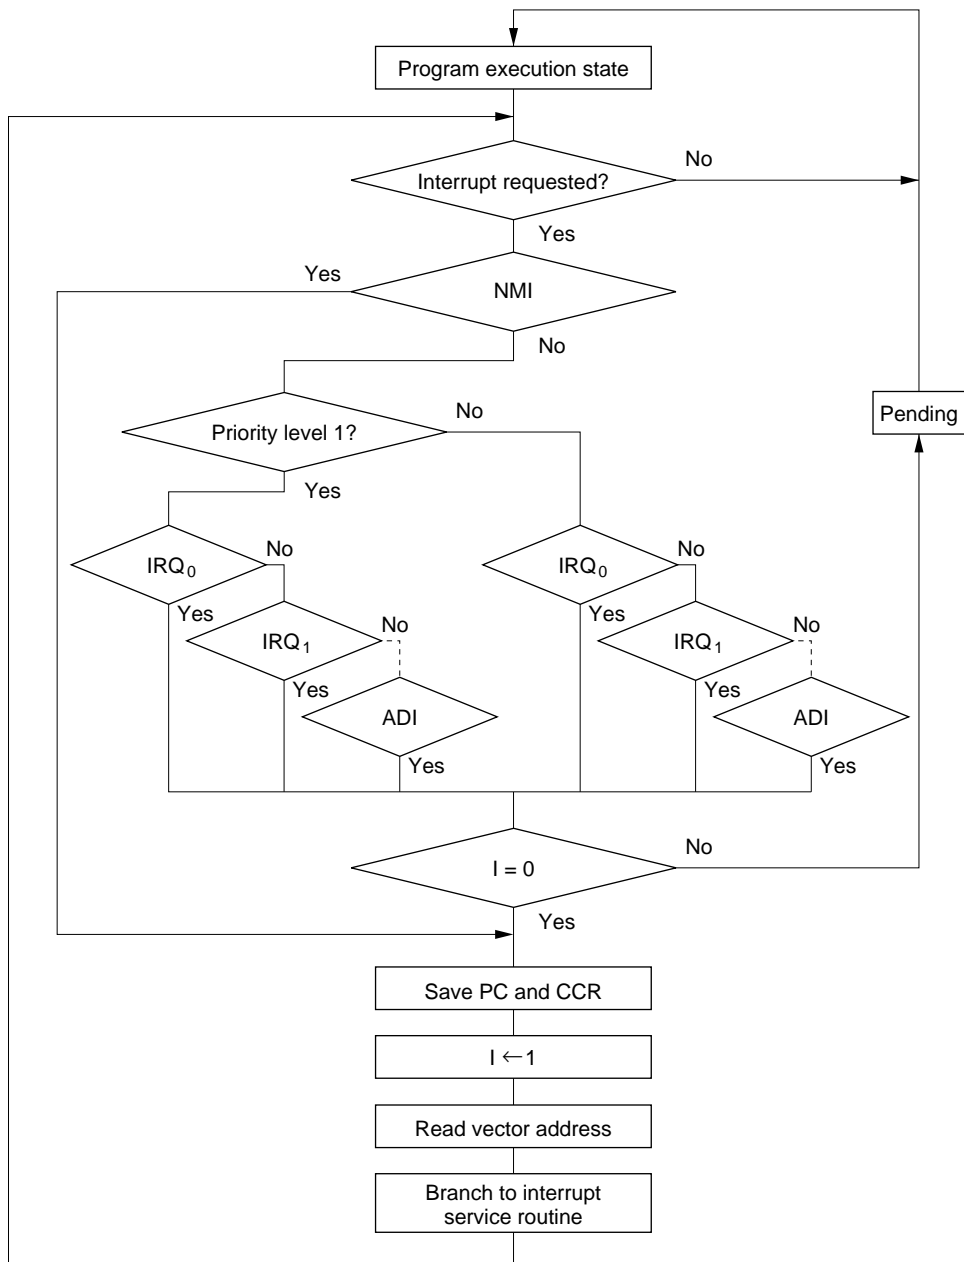 Program execution state
No
Interrupt requested?
Yes
Yes
NMI
No
Pending
No
Priority level 1?
Yes
No
IRQ0
Yes
No
IRQ0
Yes
No
IRQ1
Yes
No
IRQ1
Yes
ADI
Yes
ADI
Yes
No
I = 0
Yes
Save PC and CCR
I ← 1
Read vector address
Branch to interrupt
service routine